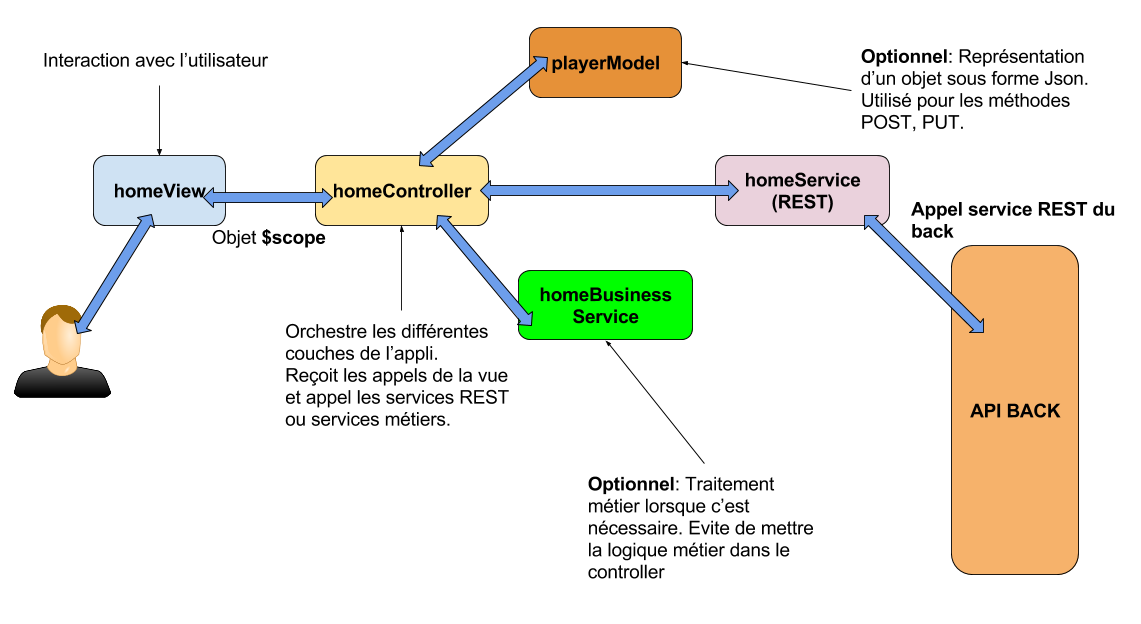 Interaction avec l'utilisateur
playerModel
Optionnel: Représentation
d'un objet sous forme Json.
Utilisé pour les méthodes
POST, PUT.
homeView
homeController
homeService
(REST)
Objet $scope
Appel service REST du
back
homeBusiness
Service
Orchestre les différentes
couches de l'appli.
Reçoit les appels de la vue
et appel les services REST
ou services métiers.
API BACK
Optionnel: Traitement
métier lorsque c'est
nécessaire. Evite de mettre
la logique métier dans le
controller